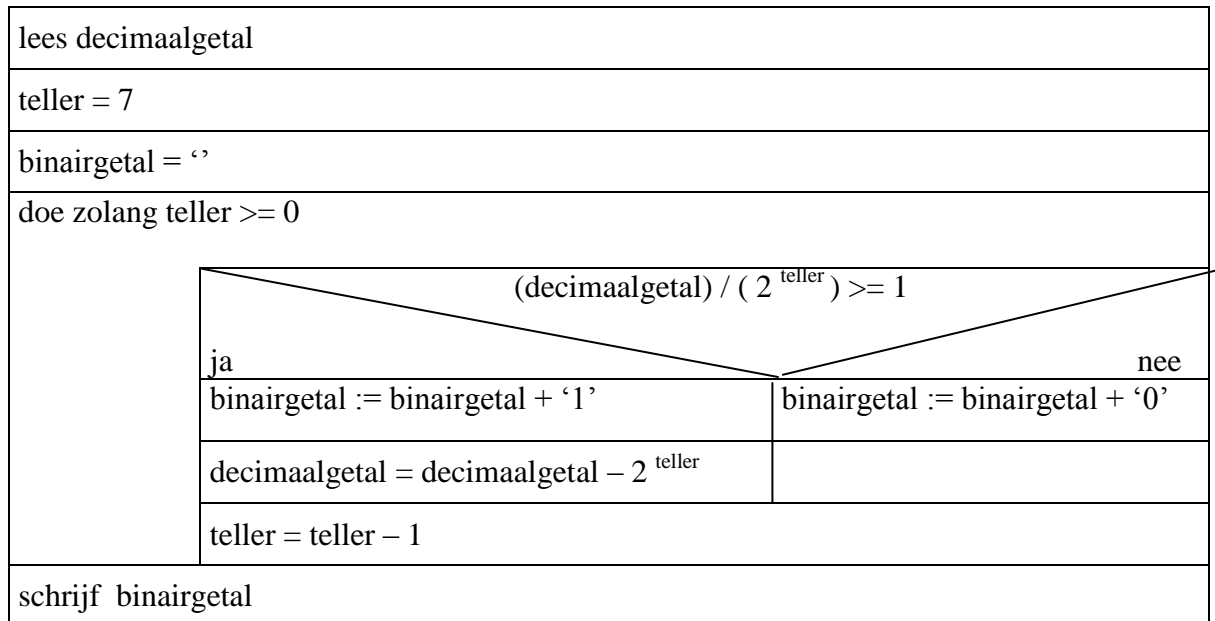 lees decimaalgetal
teller = 7
binairgetal = ‘’
doe zolang teller >= 0
(decimaalgetal) / ( 2 teller ) >= 1
ja nee
binairgetal := binairgetal + ‘1’ binairgetal := binairgetal + ‘0’
decimaalgetal = decimaalgetal – 2 teller
teller = teller – 1
schrijf binairgetal